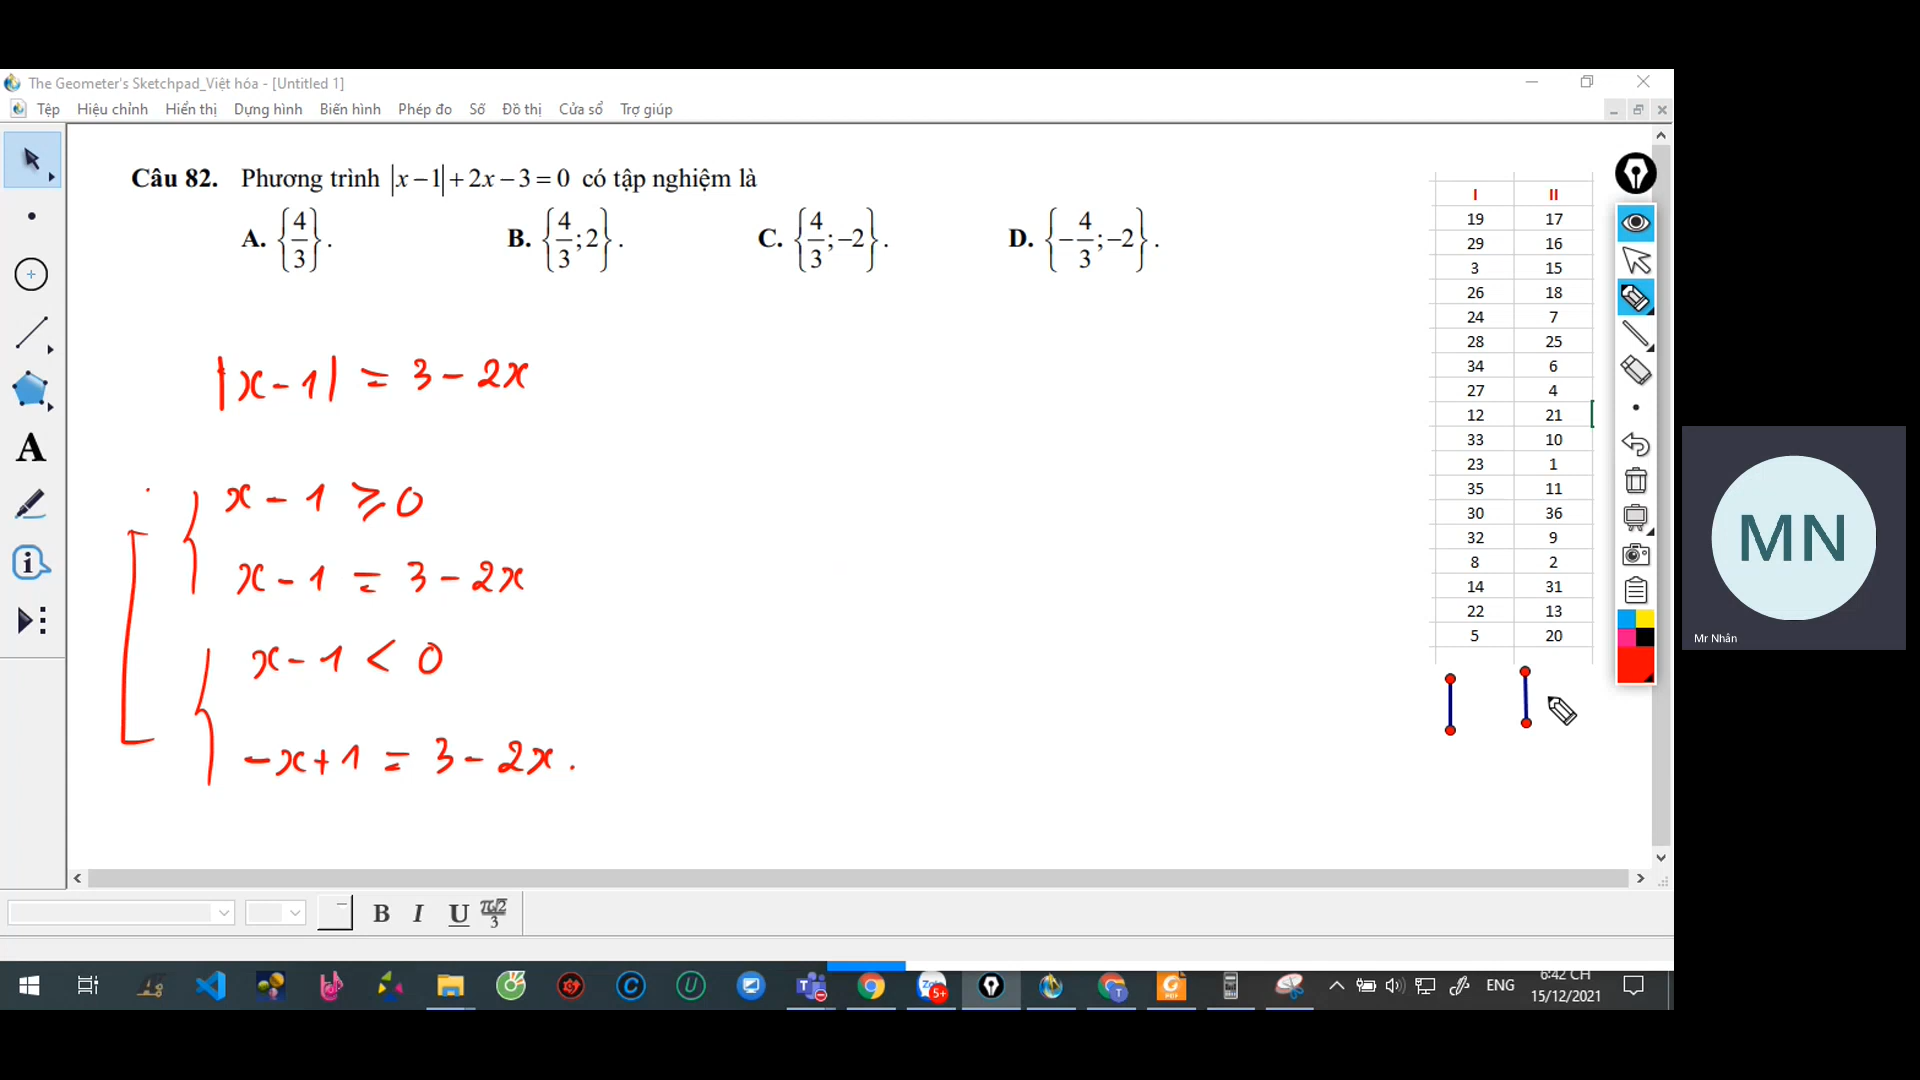 The Geometer's Sketchpad_Việt hóa - [Untitled 1]
Tệp Hiệu chỉnh Hiển thị Dựng hình Biến hình Phép đo Số Đồ thị Cửa sổ Trợ giúp
Câu 82. Phương trình |x − 1| + 2x − 3 = 0 có tập nghiệm là
A. {4/3}. B. {4/3; 2}. C. {4/3; −2}. D. {−4/3; −2}.
|x − 1| = 3 − 2x
x − 1 ≥ 0
x − 1 = 3 − 2x
x − 1 < 0
−x + 1 = 3 − 2x.
I II
19 17
29 16
3 15
26 18
24 7
28 25
34 6
27 4
12 21
33 10
23 1
35 11
30 36
32 9
8 2
14 31
22 13
5 20
A
MN
Mr Nhân
B I U
5+
ENG
6:42 CH
15/12/2021